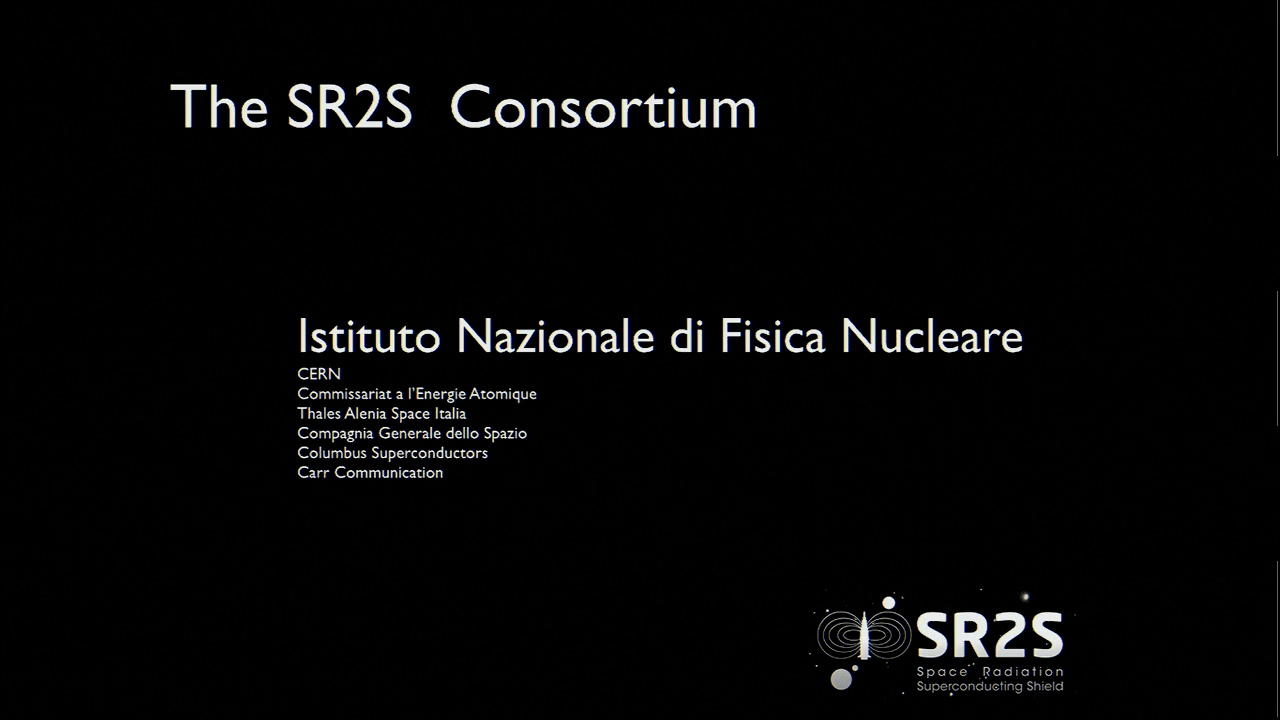 The SR2S Consortium
Istituto Nazionale di Fisica Nucleare
CERN
Commissariat a l'Energie Atomique
Thales Alenia Space Italia
Compagnia Generale dello Spazio
Columbus Superconductors
Carr Communication
SR2S
Space Radiation
Superconducting Shield